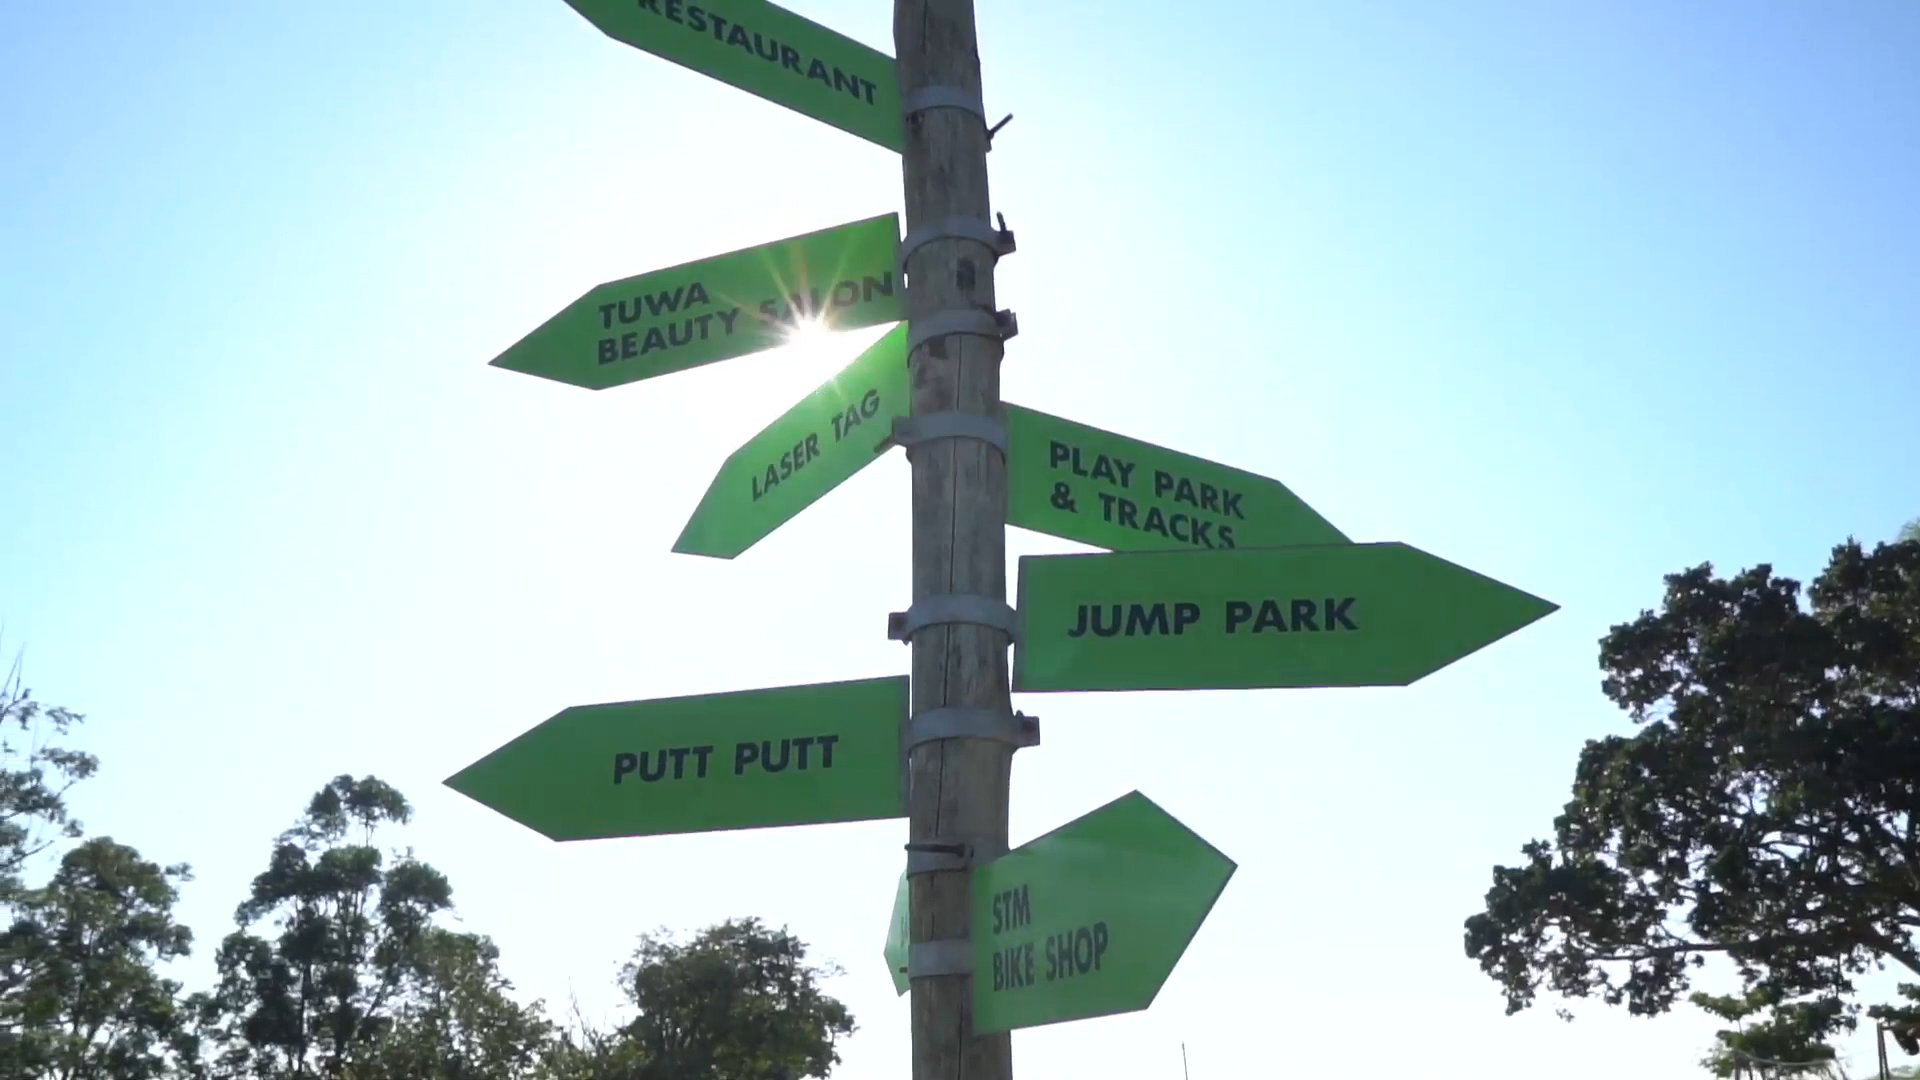 RESTAURANT
TUWA
BEAUTY SALON
LASER TAG
PLAY PARK
& TRACKS
JUMP PARK
PUTT PUTT
STM
BIKE SHOP